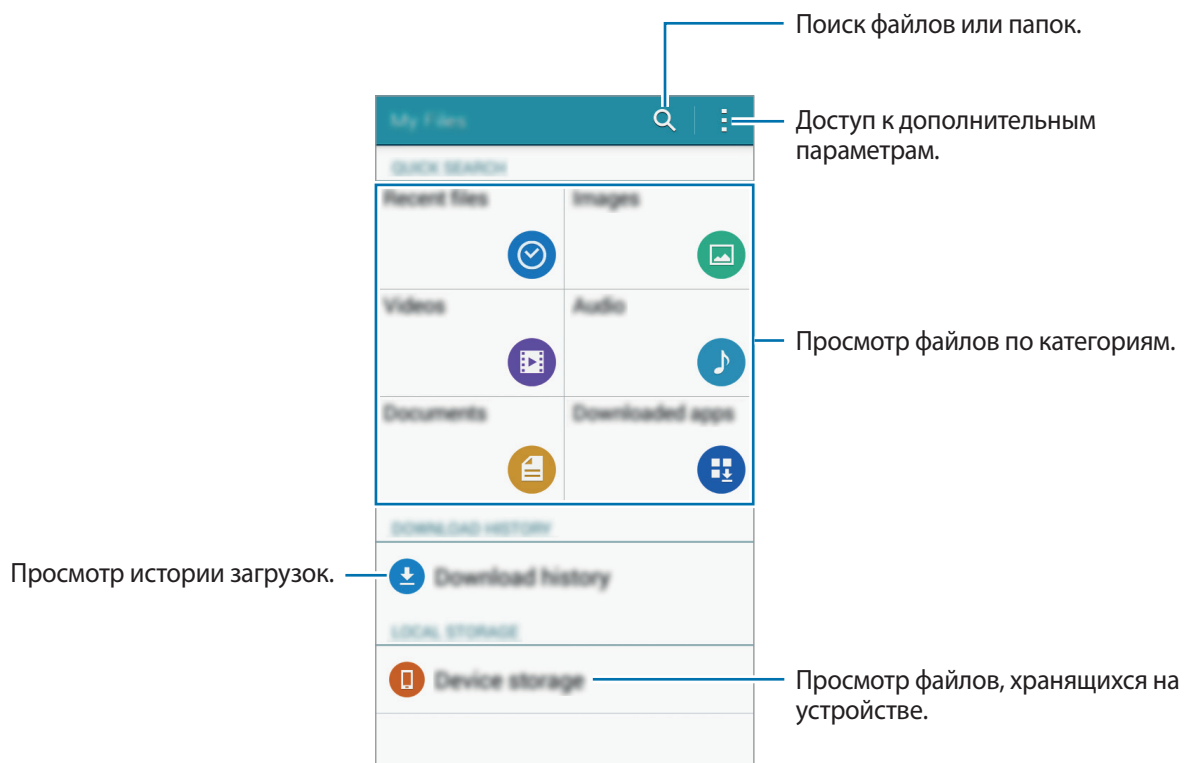 Поиск файлов или папок.
My Files
Доступ к дополнительным
параметрам.
QUICK SEARCH
Recent files
Images
Videos
Audio
Просмотр файлов по категориям.
Documents
Downloaded apps
DOWNLOAD HISTORY
Просмотр истории загрузок.
Download history
LOCAL STORAGE
Device storage
Просмотр файлов, хранящихся на
устройстве.